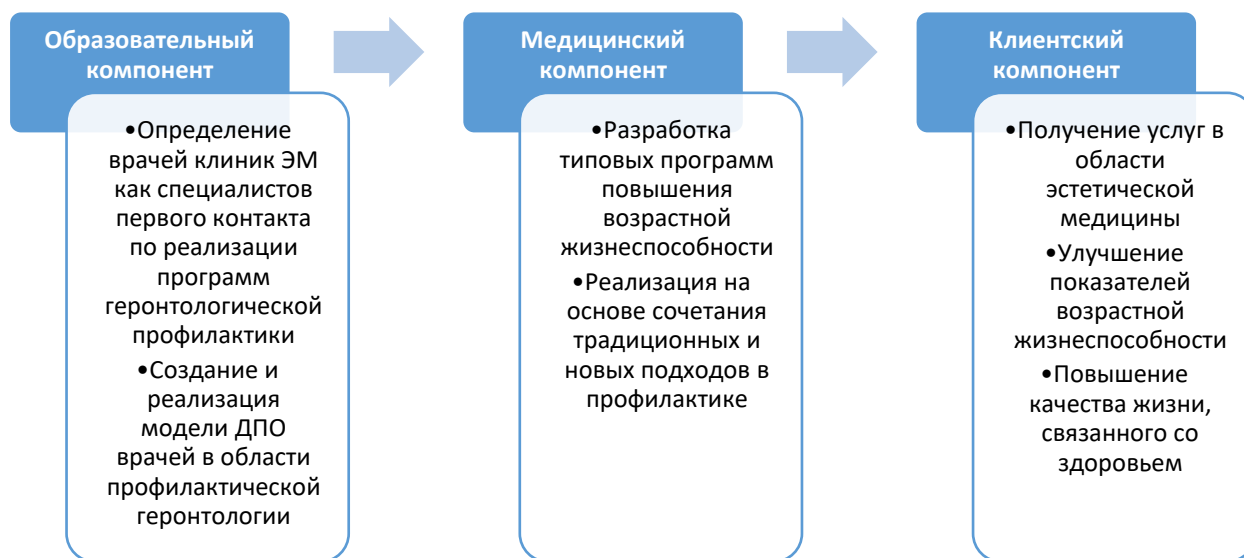 Образовательный
компонент
•Определение
врачей клиник ЭМ
как специалистов
первого контакта
по реализации
программ
геронтологической
профилактики
•Создание и
реализация
модели ДПО
врачей в области
профилактической
геронтологии
Медицинский
компонент
•Разработка
типовых программ
повышения
возрастной
жизнеспособности
•Реализация на
основе сочетания
традиционных и
новых подходов в
профилактике
Клиентский
компонент
•Получение услуг в
области
эстетической
медицины
•Улучшение
показателей
возрастной
жизнеспособности
•Повышение
качества жизни,
связанного со
здоровьем